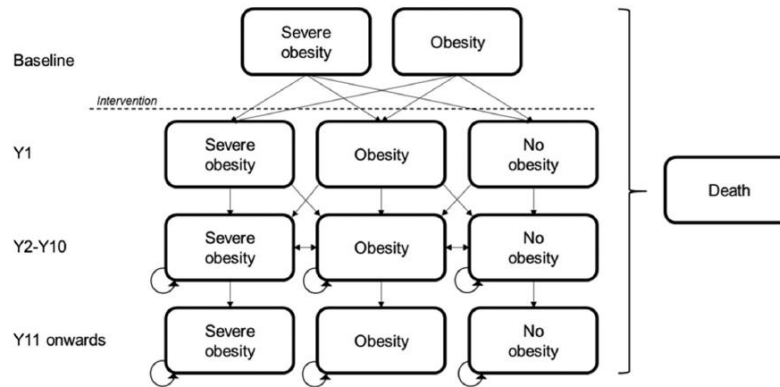 Baseline
Severe
obesity
Obesity
Intervention
Y1
Severe
obesity
Obesity
No
obesity
Death
Y2-Y10
Severe
obesity
Obesity
No
obesity
Y11 onwards
Severe
obesity
Obesity
No
obesity